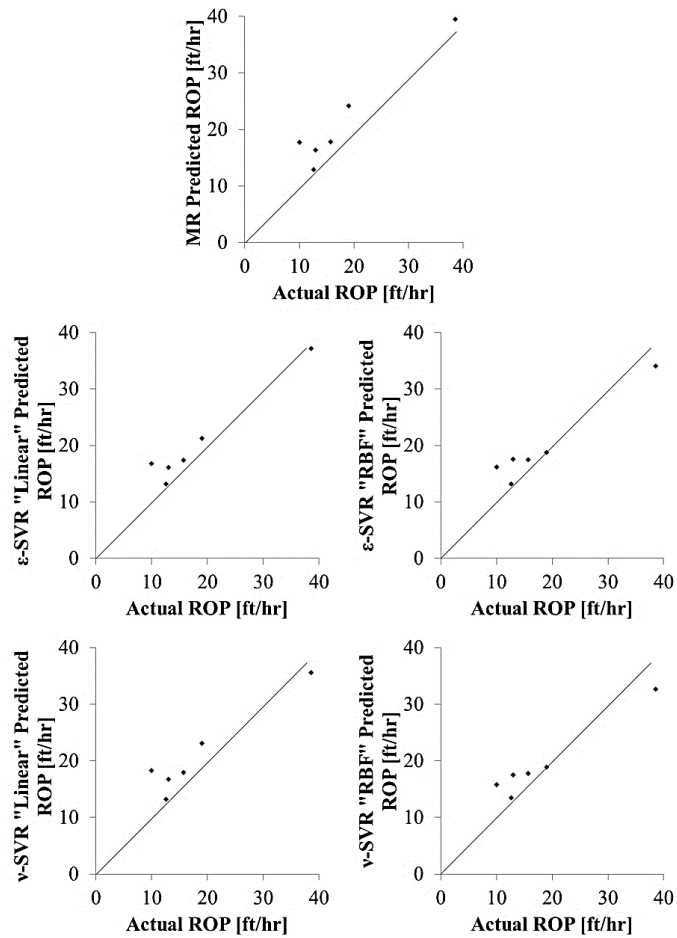 MR Predicted ROP [ft/hr]
40
30
20
10
0
0 10 20 30 40
Actual ROP [ft/hr]
ε-SVR "Linear" Predicted
ROP [ft/hr]
40
30
20
10
0
0 10 20 30 40
Actual ROP [ft/hr]
ε-SVR "RBF" Predicted
ROP [ft/hr]
40
30
20
10
0
0 10 20 30 40
Actual ROP [ft/hr]
ν-SVR "Linear" Predicted
ROP [ft/hr]
40
30
20
10
0
0 10 20 30 40
Actual ROP [ft/hr]
ν-SVR "RBF" Predicted
ROP [ft/hr]
40
30
20
10
0
0 10 20 30 40
Actual ROP [ft/hr]